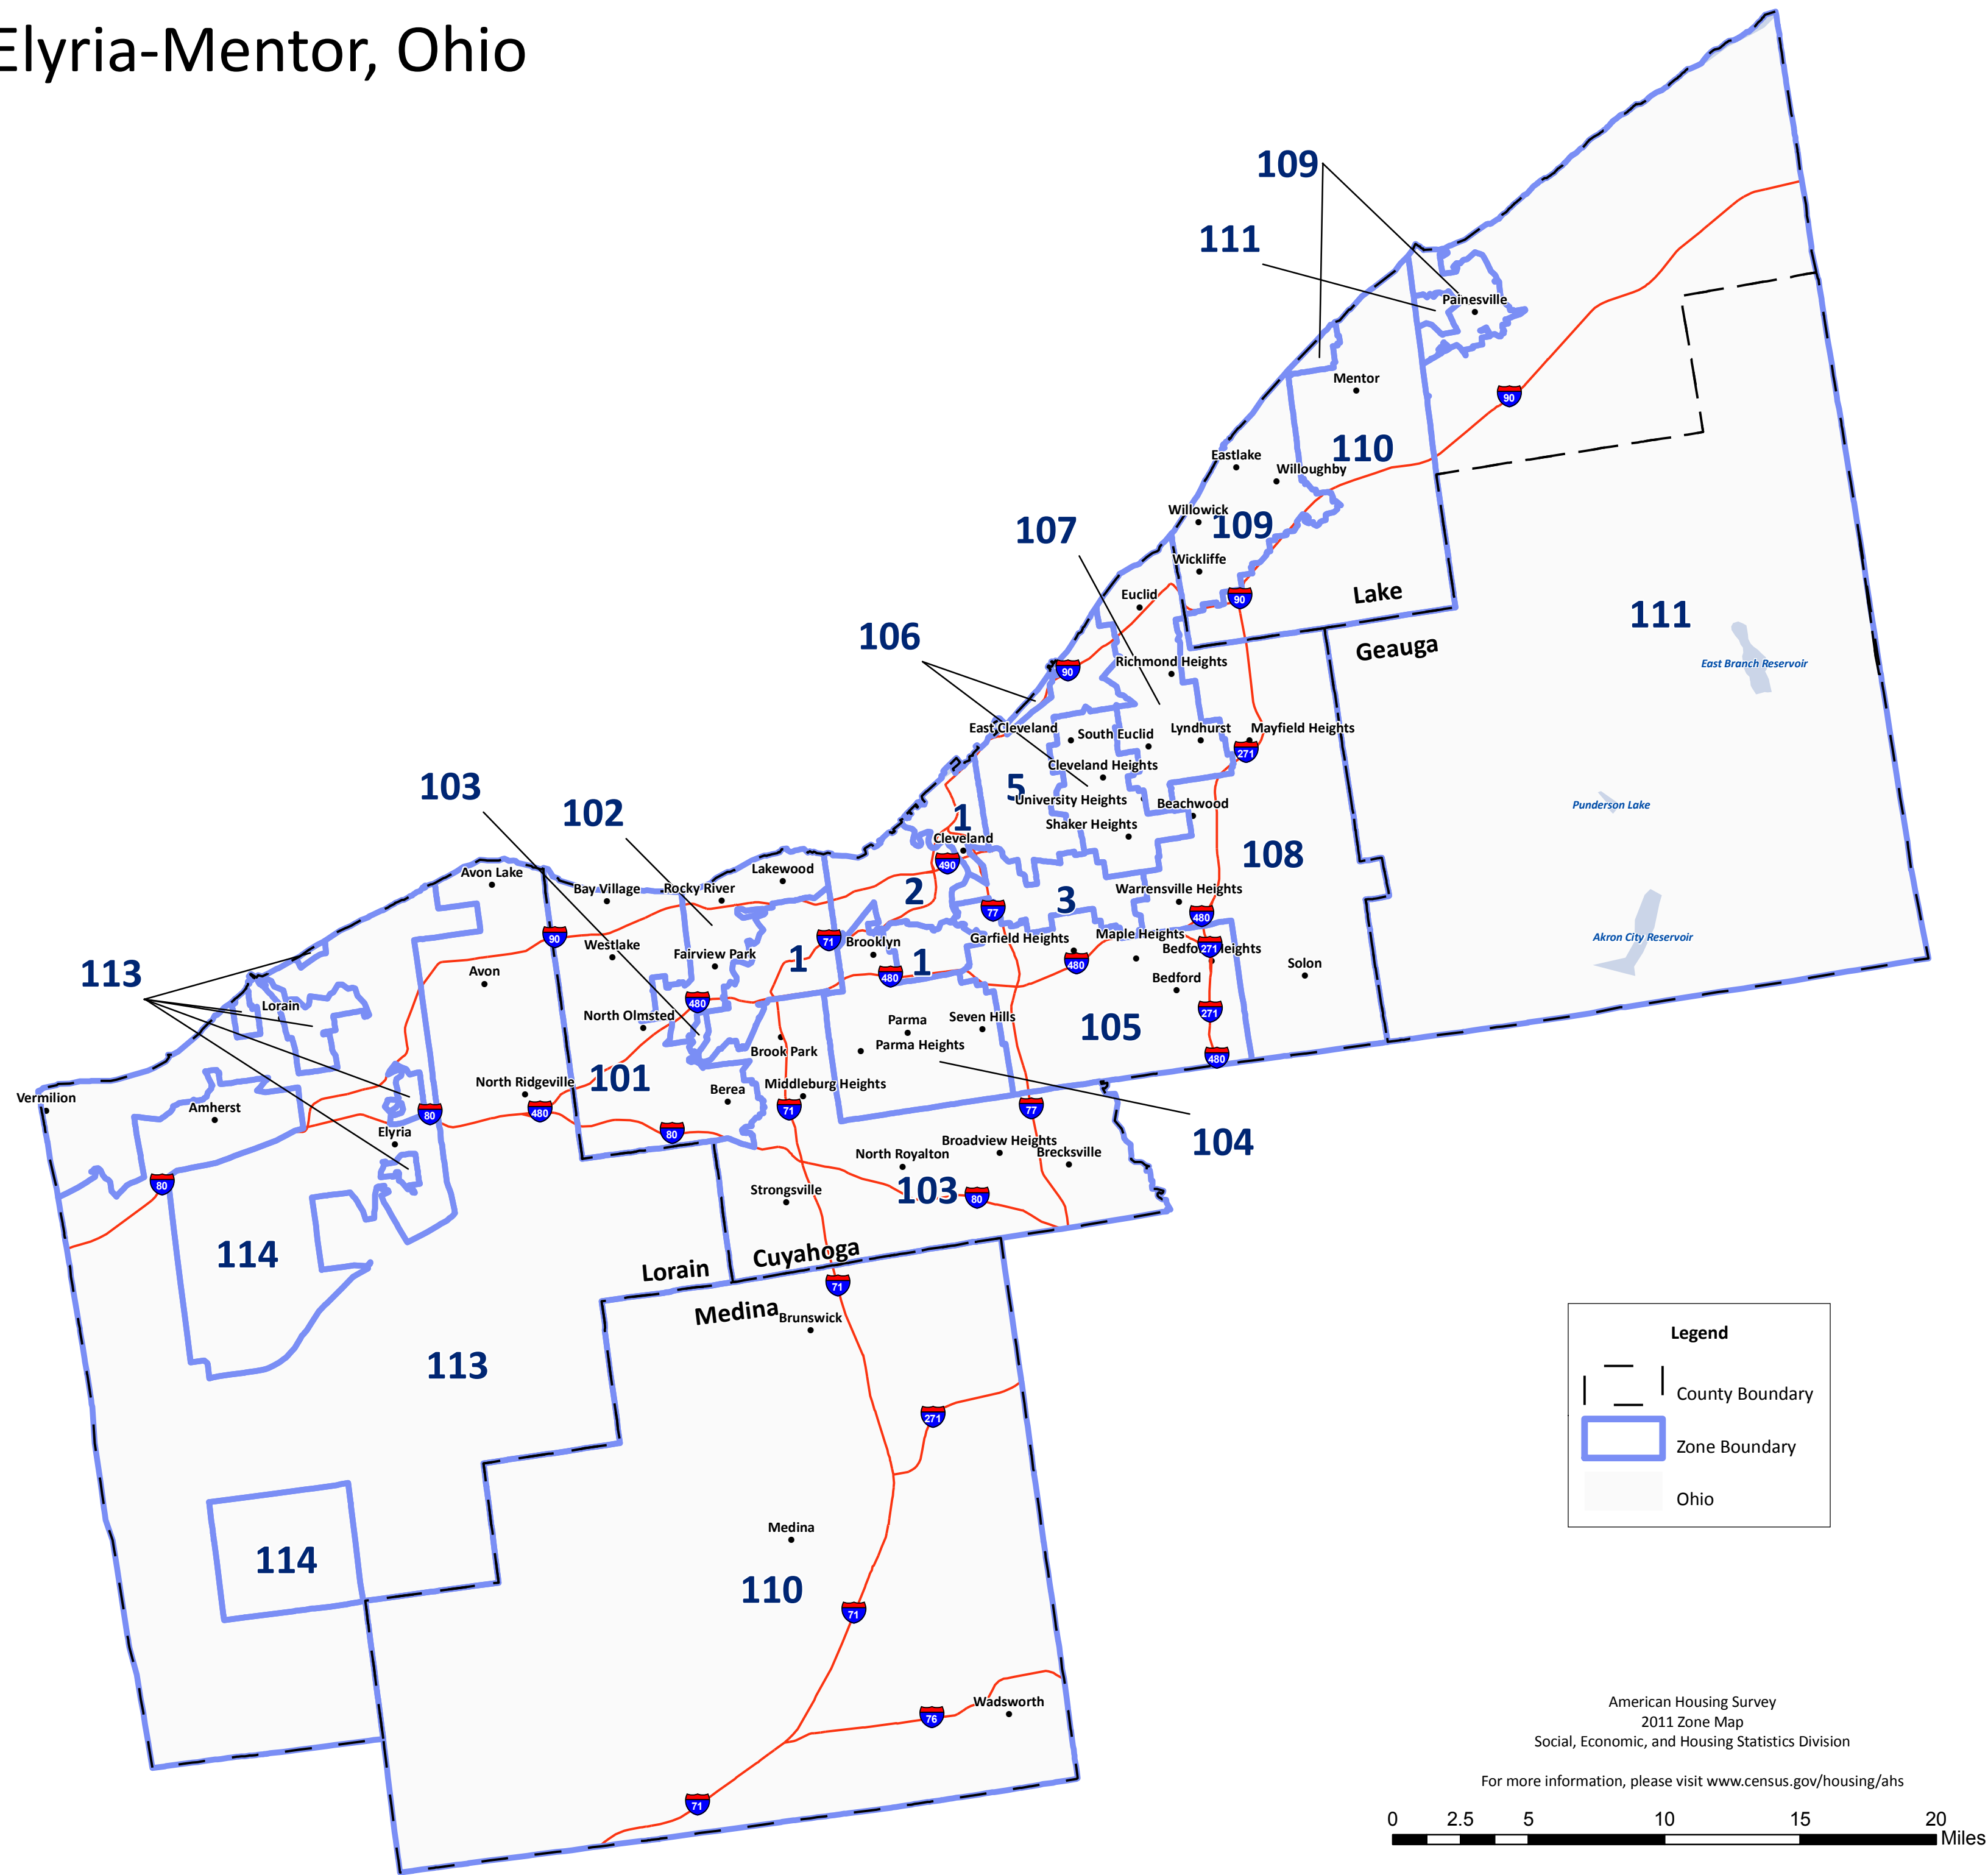 Elyria-Mentor, Ohio
109
111
Painesville
Mentor
90
110
Eastlake
Willoughby
Willowick
109
107
Wickliffe
Euclid
90
Lake
111
106
Geauga
90
Richmond Heights
East Branch Reservoir
East Cleveland
South Euclid
Lyndhurst
Mayfield Heights
271
Cleveland Heights
103
102
5
University Heights
Beachwood
Punderson Lake
1
Shaker Heights
Cleveland
108
490
Lakewood
Avon Lake
Bay Village
Rocky River
2
3
Warrensville Heights
77
480
90
71
Brooklyn
Garfield Heights
Maple Heights
Akron City Reservoir
Westlake
Fairview Park
271
Bedford Heights
113
Avon
1
480
1
480
Bedford
Solon
Lorain
480
North Olmsted
Parma
Seven Hills
271
105
Brook Park
Parma Heights
480
North Ridgeville
101
Berea
Middleburg Heights
Vermilion
Amherst
80
480
71
77
Elyria
80
Broadview Heights
104
North Royalton
Brecksville
80
Strongsville
103
80
114
Cuyahoga
Lorain
71
Medina
Brunswick
113
271
Medina
114
110
71
Wadsworth
76
71
Legend
County Boundary
Zone Boundary
Ohio
American Housing Survey
2011 Zone Map
Social, Economic, and Housing Statistics Division
For more information, please visit www.census.gov/housing/ahs
0 2.5 5 10 15 20
Miles